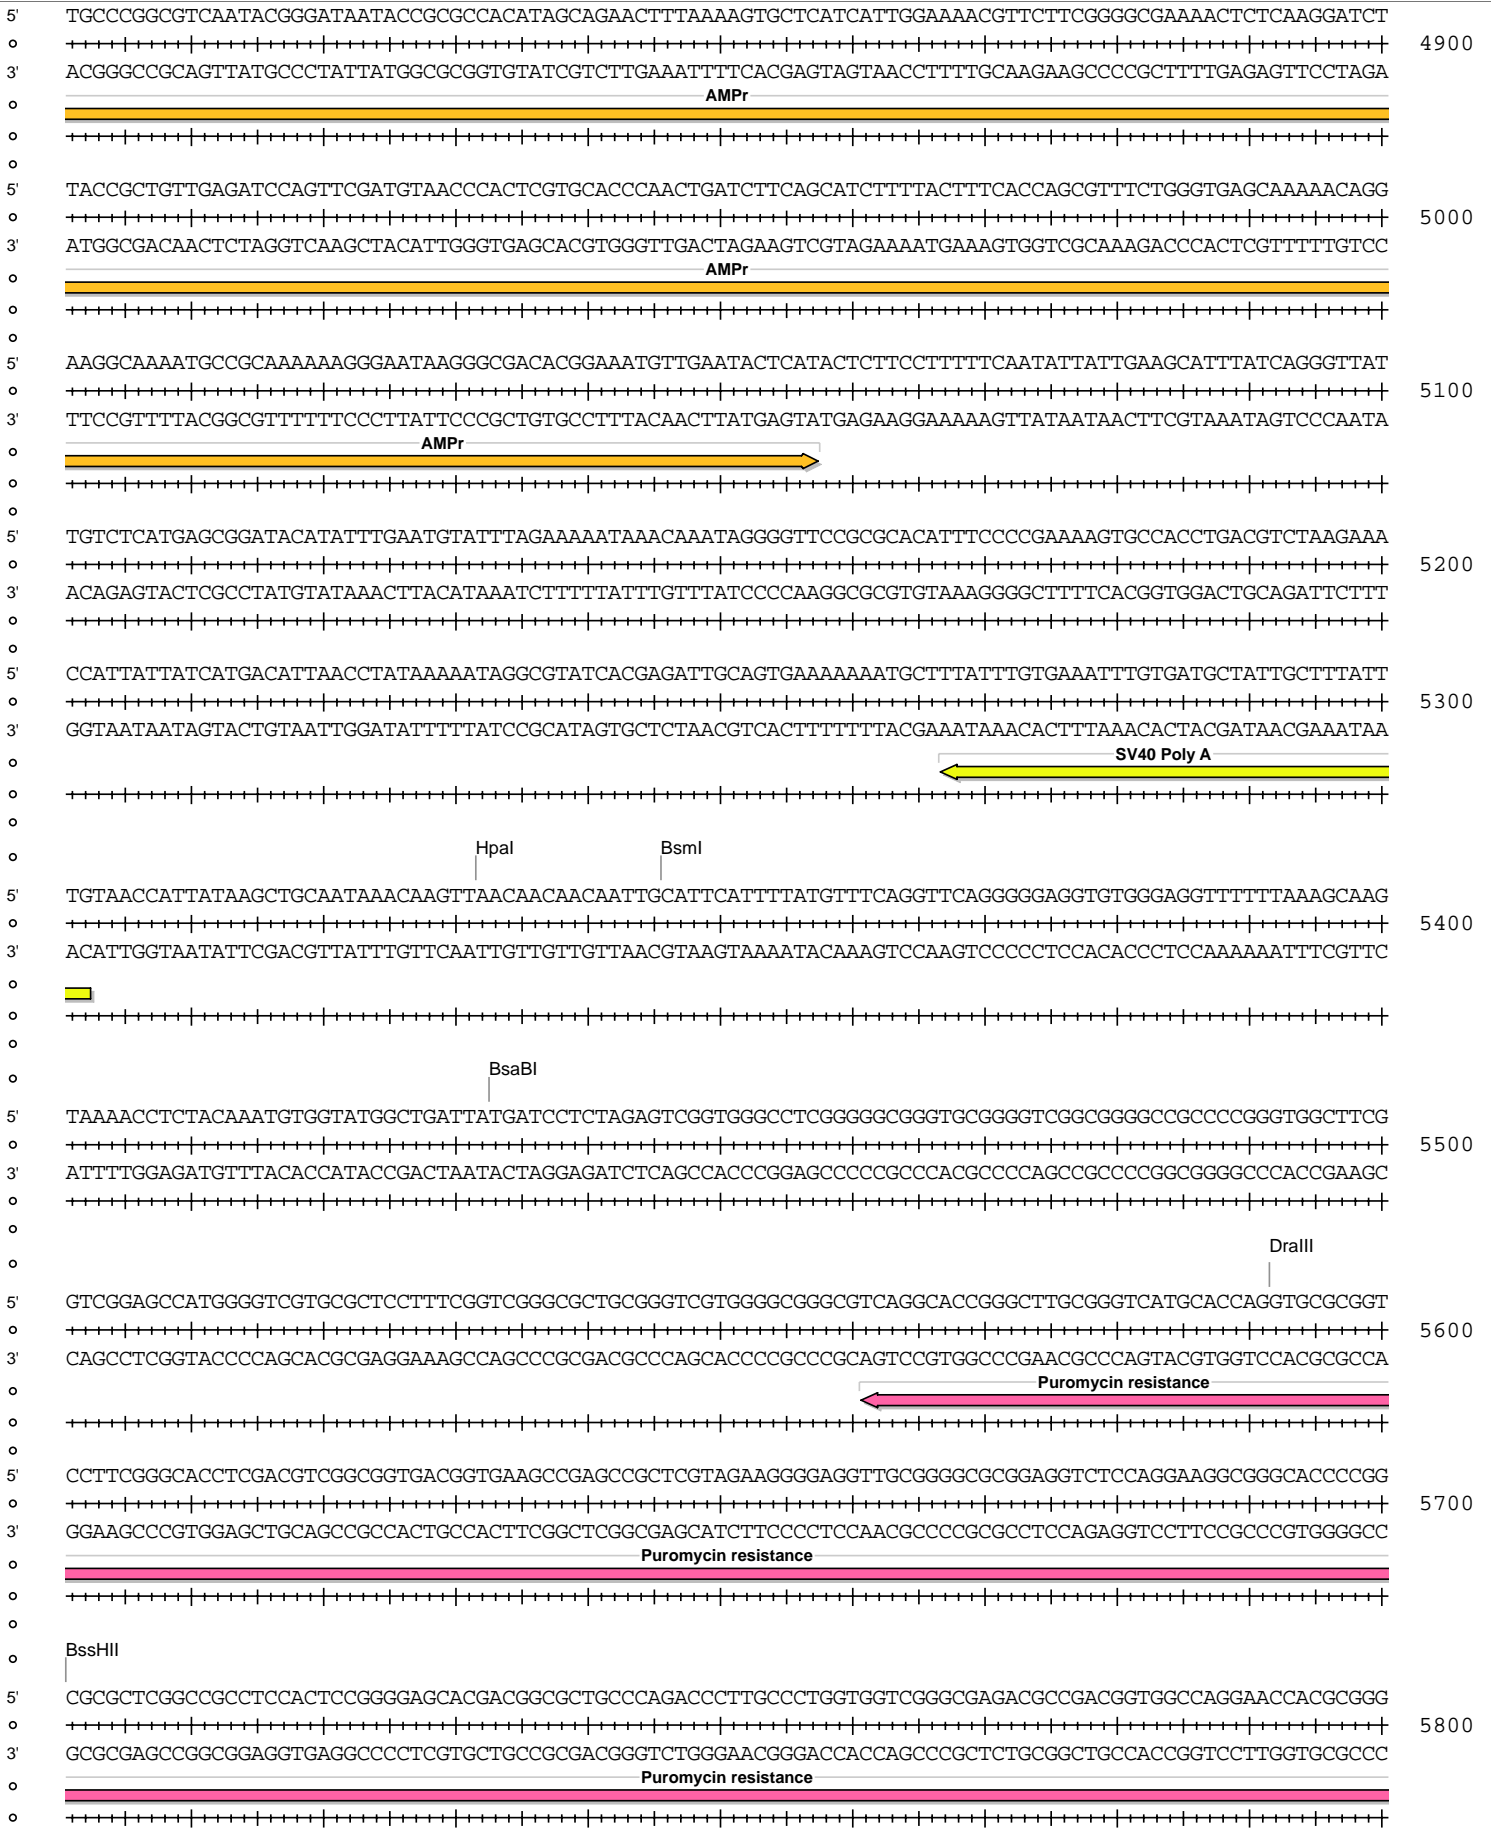 5' TGCCCGGCGTCAATACGGGATAATACCGCGCCACATAGCAGAACTTTAAAAGTGCTCATCATTGGAAAACGTTCTTCGGGGCGAAAACTCTCAAGGATCT
4900
3' ACGGGCCGCAGTTATGCCCTATTATGGCGCGGTGTATCGTCTTGAAATTTTCACGAGTAGTAACCTTTTGCAAGAAGCCCCGCTTTTGAGAGTTCCTAGA
AMPr
5' TACCGCTGTTGAGATCCAGTTCGATGTAACCCACTCGTGCACCCAACTGATCTTCAGCATCTTTTACTTTCACCAGCGTTTCTGGGTGAGCAAAAACAGG
5000
3' ATGGCGACAACTCTAGGTCAAGCTACATTGGGTGAGCACGTGGGTTGACTAGAAGTCGTAGAAAATGAAAGTGGTCGCAAAGACCCACTCGTTTTTGTCC
AMPr
5' AAGGCAAAATGCCGCAAAAAAGGGAATAAGGGCGACACGGAAATGTTGAATACTCATACTCTTCCTTTTTCAATATTATTGAAGCATTTATCAGGGTTAT
5100
3' TTCCGTTTTACGGCGTTTTTTCCCTTATTCCCGCTGTGCCTTTACAACTTATGAGTATGAGAAGGAAAAAGTTATAATAACTTCGTAAATAGTCCCAATA
AMPr
5' TGTCTCATGAGCGGATACATATTTGAATGTATTTAGAAAAATAAACAAATAGGGGTTCCGCGCACATTTCCCCGAAAAGTGCCACCTGACGTCTAAGAAA
5200
3' ACAGAGTACTCGCCTATGTATAAACTTACATAAATCTTTTTATTTGTTTATCCCCAAGGCGCGTGTAAAGGGGCTTTTCACGGTGGACTGCAGATTCTTT
5' CCATTATTATCATGACATTAACCTATAAAAATAGGCGTATCACGAGATTGCAGTGAAAAAAATGCTTTATTTGTGAAATTTGTGATGCTATTGCTTTATT
5300
3' GGTAATAATAGTACTGTAATTGGATATTTTTATCCGCATAGTGCTCTAACGTCACTTTTTTTACGAAATAAACACTTTAAACACTACGATAACGAAATAA
SV40 Poly A
HpaI BsmI
5' TGTAACCATTATAAGCTGCAATAAACAAGTTAACAACAACAATTGCATTCATTTTATGTTTCAGGTTCAGGGGGAGGTGTGGGAGGTTTTTTAAAGCAAG
5400
3' ACATTGGTAATATTCGACGTTATTTGTTCAATTGTTGTTGTTAACGTAAGTAAAATACAAAGTCCAAGTCCCCCTCCACACCCTCCAAAAAATTTCGTTC
BsaBI
5' TAAAACCTCTACAAATGTGGTATGGCTGATTATGATCCTCTAGAGTCGGTGGGCCTCGGGGGCGGGTGCGGGGTCGGCGGGGCCGCCCCGGGTGGCTTCG
5500
3' ATTTTGGAGATGTTTACACCATACCGACTAATACTAGGAGATCTCAGCCACCCGGAGCCCCCGCCCACGCCCCAGCCGCCCCGGCGGGGCCCACCGAAGC
DraIII
5' GTCGGAGCCATGGGGTCGTGCGCTCCTTTCGGTCGGGCGCTGCGGGTCGTGGGGCGGGCGTCAGGCACCGGGCTTGCGGGTCATGCACCAGGTGCGCGGT
5600
3' CAGCCTCGGTACCCCAGCACGCGAGGAAAGCCAGCCCGCGACGCCCAGCACCCCGCCCGCAGTCCGTGGCCCGAACGCCCAGTACGTGGTCCACGCGCCA
Puromycin resistance
5' CCTTCGGGCACCTCGACGTCGGCGGTGACGGTGAAGCCGAGCCGCTCGTAGAAGGGGAGGTTGCGGGGCGCGGAGGTCTCCAGGAAGGCGGGCACCCCGG
5700
3' GGAAGCCCGTGGAGCTGCAGCCGCCACTGCCACTTCGGCTCGGCGAGCATCTTCCCCTCCAACGCCCCGCGCCTCCAGAGGTCCTTCCGCCCGTGGGGCC
Puromycin resistance
BssHII
5' CGCGCTCGGCCGCCTCCACTCCGGGGAGCACGACGGCGCTGCCCAGACCCTTGCCCTGGTGGTCGGGCGAGACGCCGACGGTGGCCAGGAACCACGCGGG
5800
3' GCGCGAGCCGGCGGAGGTGAGGCCCCTCGTGCTGCCGCGACGGGTCTGGGAACGGGACCACCAGCCCGCTCTGCGGCTGCCACCGGTCCTTGGTGCGCCC
Puromycin resistance